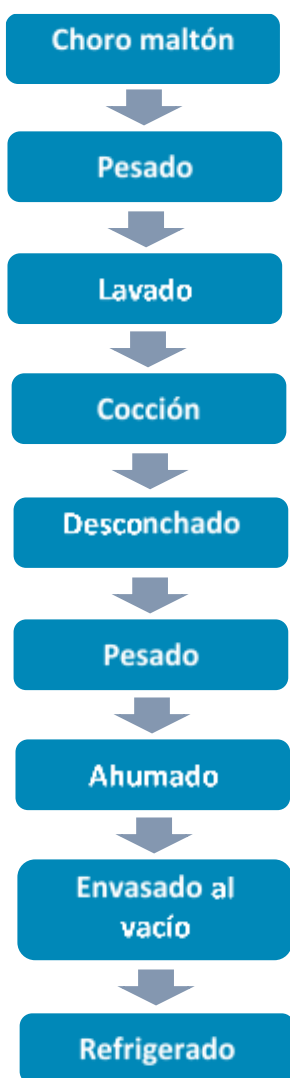 Choro maltón
Pesado
Lavado
Cocción
Desconchado
Pesado
Ahumado
Envasado al
vacío
Refrigerado